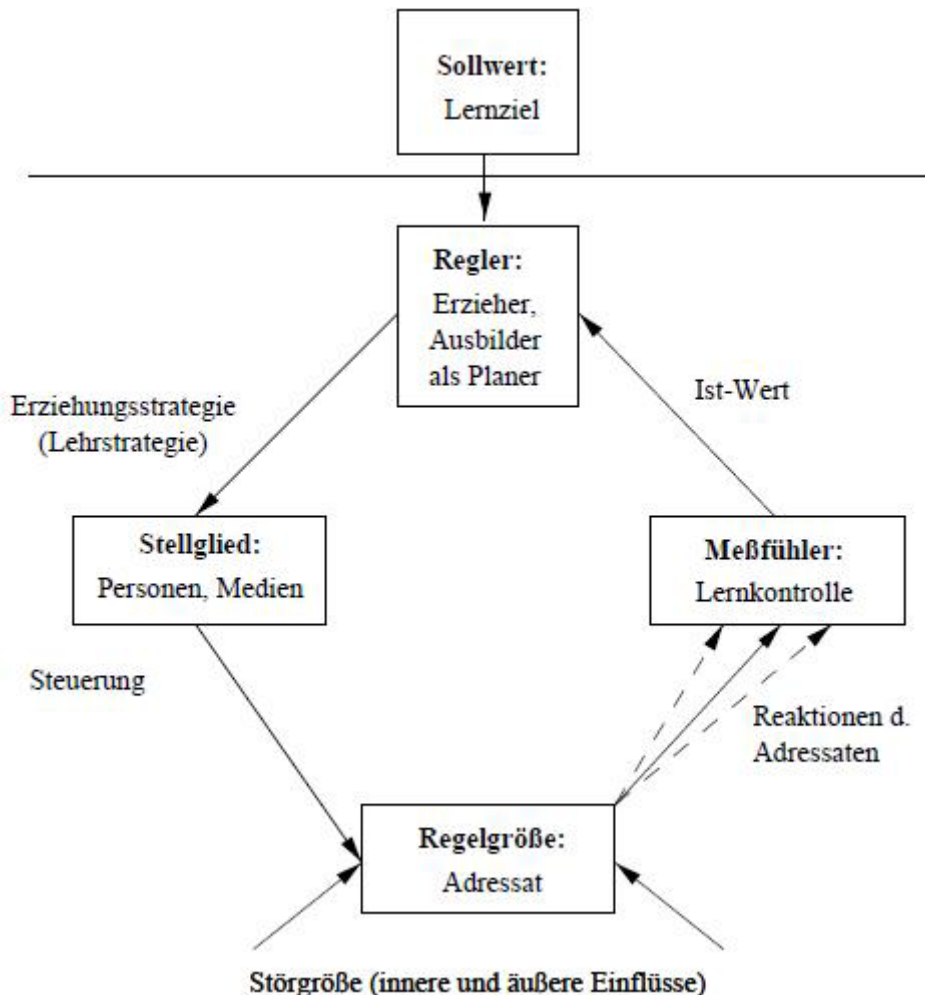 Sollwert:
Lernziel
Regler:
Erzieher,
Ausbilder
als Planer
Ist-Wert
Erziehungsstrategie
(Lehrstrategie)
Stellglied:
Personen, Medien
Meßfühler:
Lernkontrolle
Steuerung
Reaktionen d.
Adressaten
Regelgröße:
Adressat
Störgröße (innere und äußere Einflüsse)